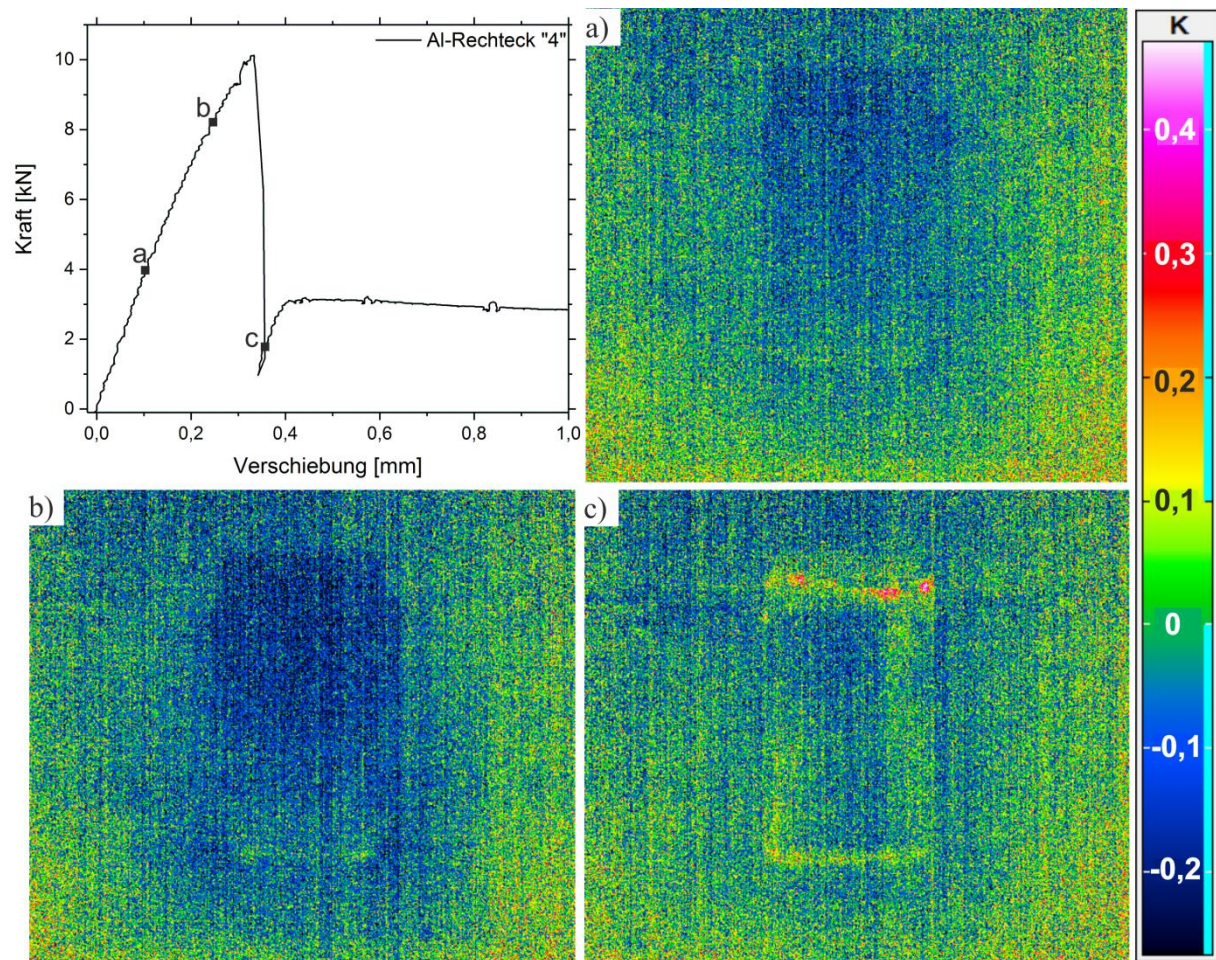 Al-Rechteck "4"
Kraft [kN]
10
8
6
4
2
0
a
b
c
0,0 0,2 0,4 0,6 0,8 1,0
Verschiebung [mm]
a)
b)
c)
K
0,4
0,3
0,2
0,1
0
-0,1
-0,2